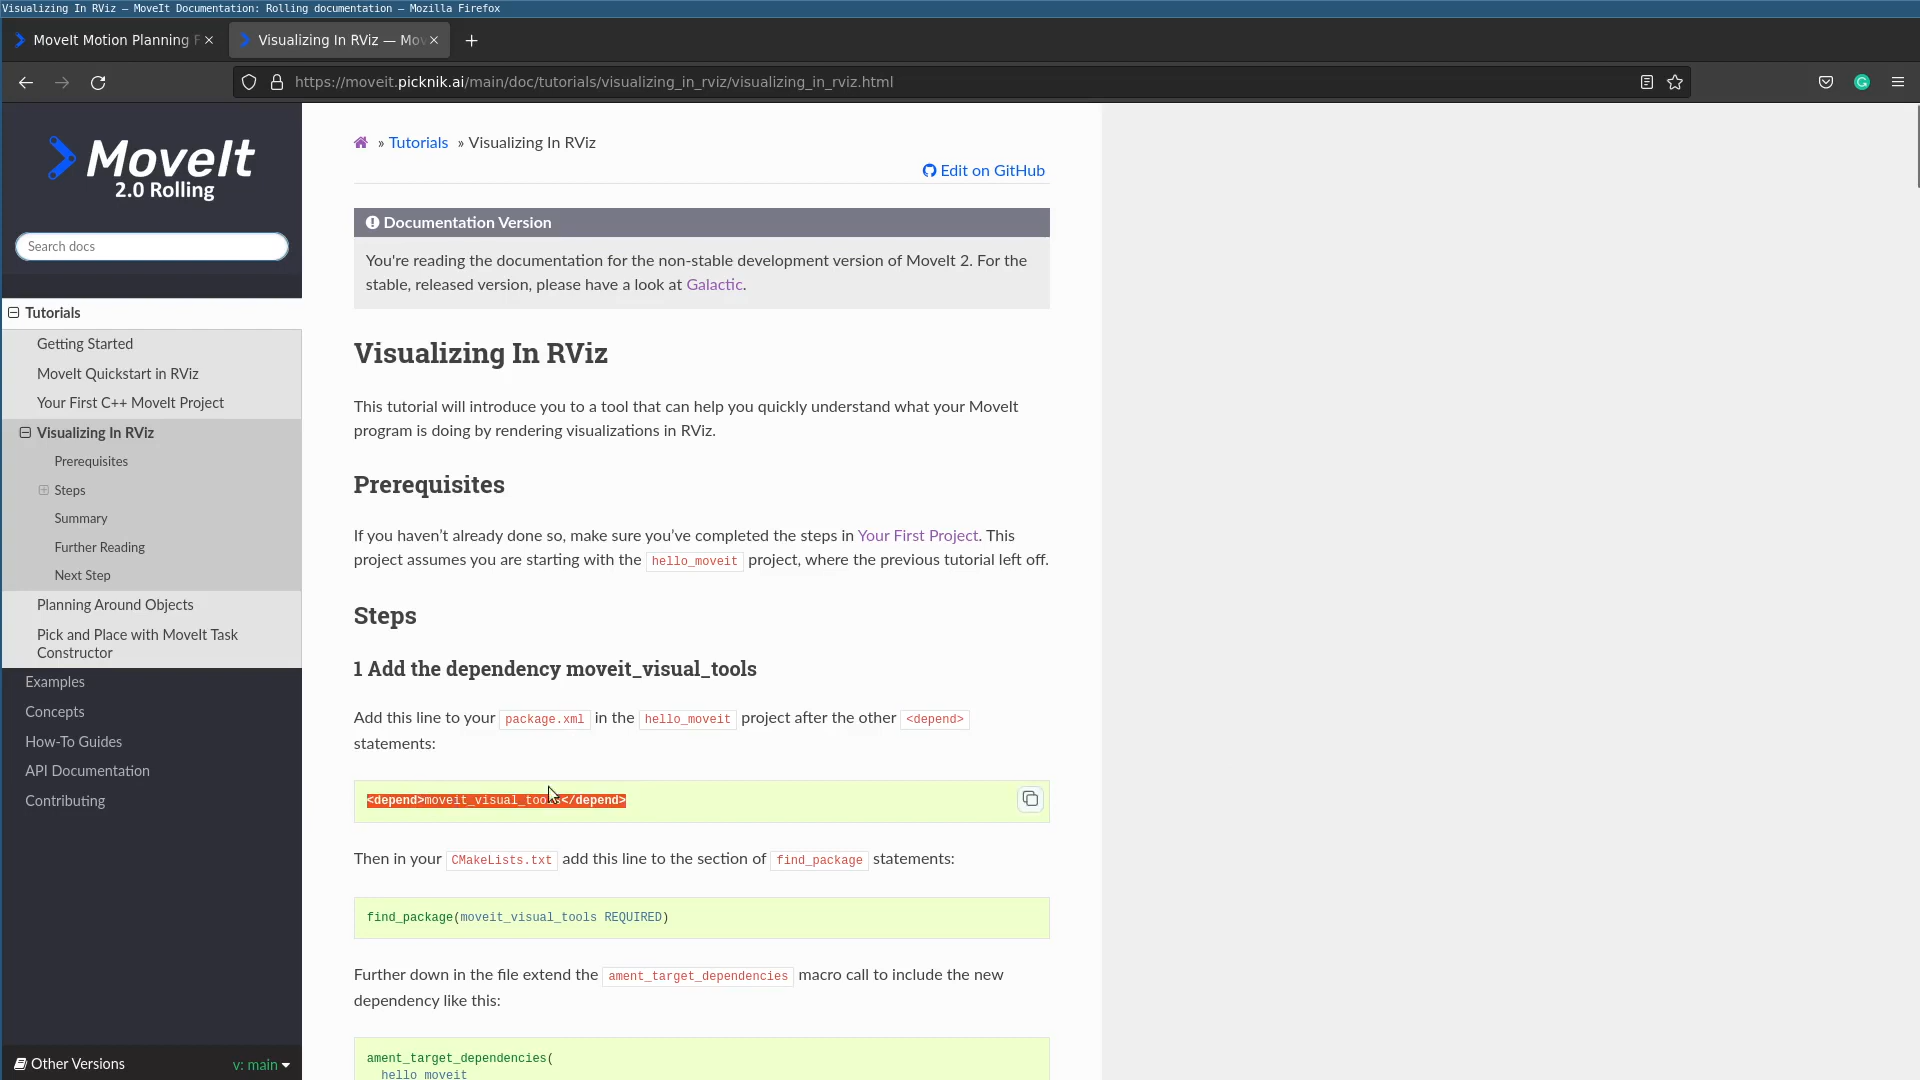 Visualizing In RViz — MoveIt Documentation: Rolling documentation — Mozilla Firefox
MoveIt Motion Planning F
Visualizing In RViz — Mov
https://moveit.picknik.ai/main/doc/tutorials/visualizing_in_rviz/visualizing_in_rviz.html
MoveIt
2.0 Rolling
Search docs
Tutorials
Getting Started
MoveIt Quickstart in RViz
Your First C++ MoveIt Project
Visualizing In RViz
Prerequisites
Steps
Summary
Further Reading
Next Step
Planning Around Objects
Pick and Place with MoveIt Task
Constructor
Examples
Concepts
How-To Guides
API Documentation
Contributing
Other Versions
v: main
» Tutorials » Visualizing In RViz
Edit on GitHub
Documentation Version
You're reading the documentation for the non-stable development version of MoveIt 2. For the
stable, released version, please have a look at Galactic.
Visualizing In RViz
This tutorial will introduce you to a tool that can help you quickly understand what your MoveIt
program is doing by rendering visualizations in RViz.
Prerequisites
If you haven’t already done so, make sure you’ve completed the steps in Your First Project. This
project assumes you are starting with the hello_moveit project, where the previous tutorial left off.
Steps
1 Add the dependency moveit_visual_tools
Add this line to your package.xml in the hello_moveit project after the other <depend>
statements:
<depend>moveit_visual_tools</depend>
Then in your CMakeLists.txt add this line to the section of find_package statements:
find_package(moveit_visual_tools REQUIRED)
Further down in the file extend the ament_target_dependencies macro call to include the new
dependency like this:
ament_target_dependencies(
hello_moveit